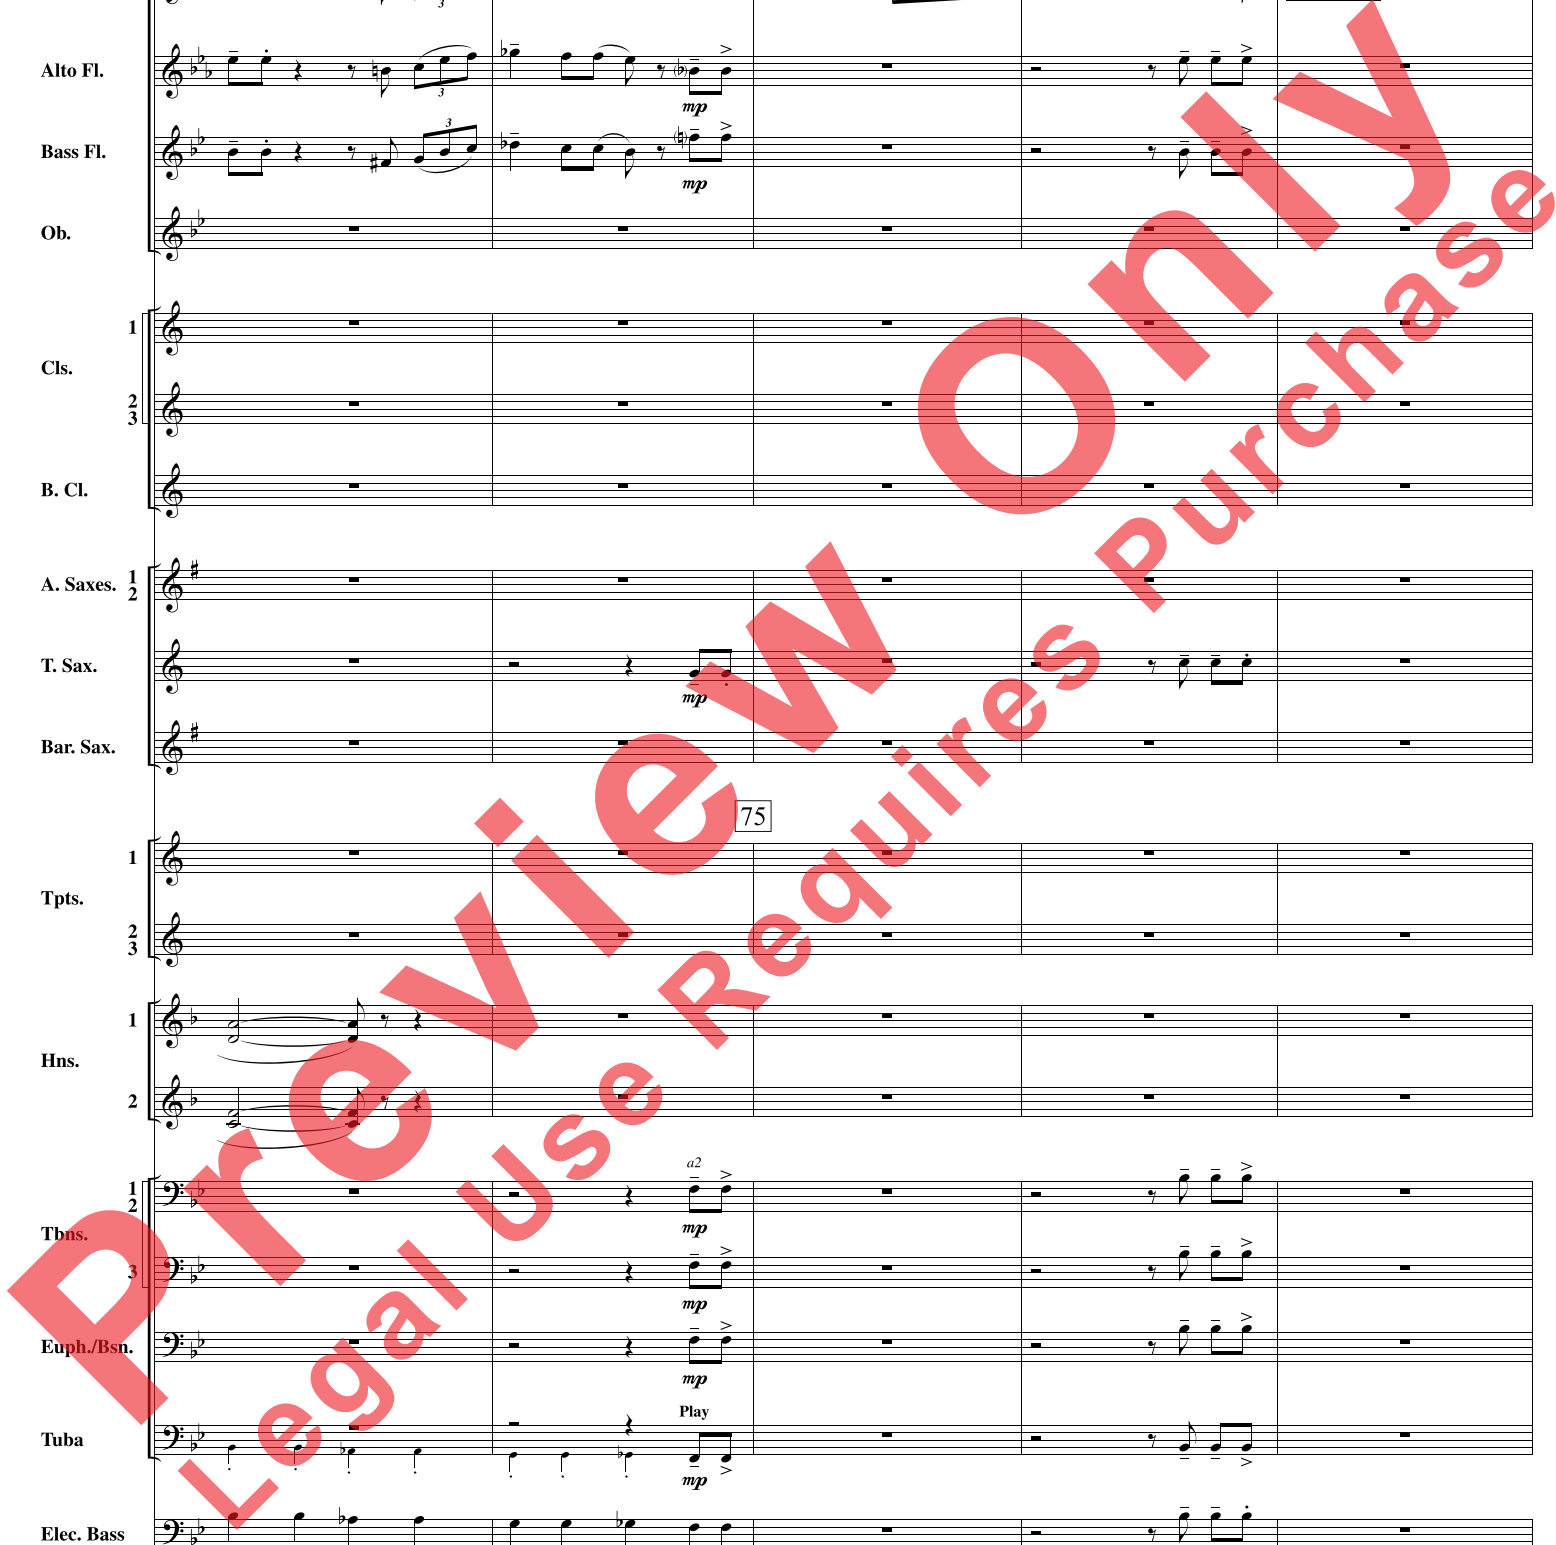 3
Alto Fl.
3
mp
Bass Fl.
3
mp
Ob.
1
Cls.
2
3
B. Cl.
A. Saxes. 1
2
T. Sax.
mp
Bar. Sax.
75
1
Tpts.
2
3
1
Hns.
2
a2
1
2
mp
Tbns.
3
mp
Euph./Bsn.
mp
Play
Tuba
mp
Elec. Bass
Preview Only
Legal Use Requires Purchase